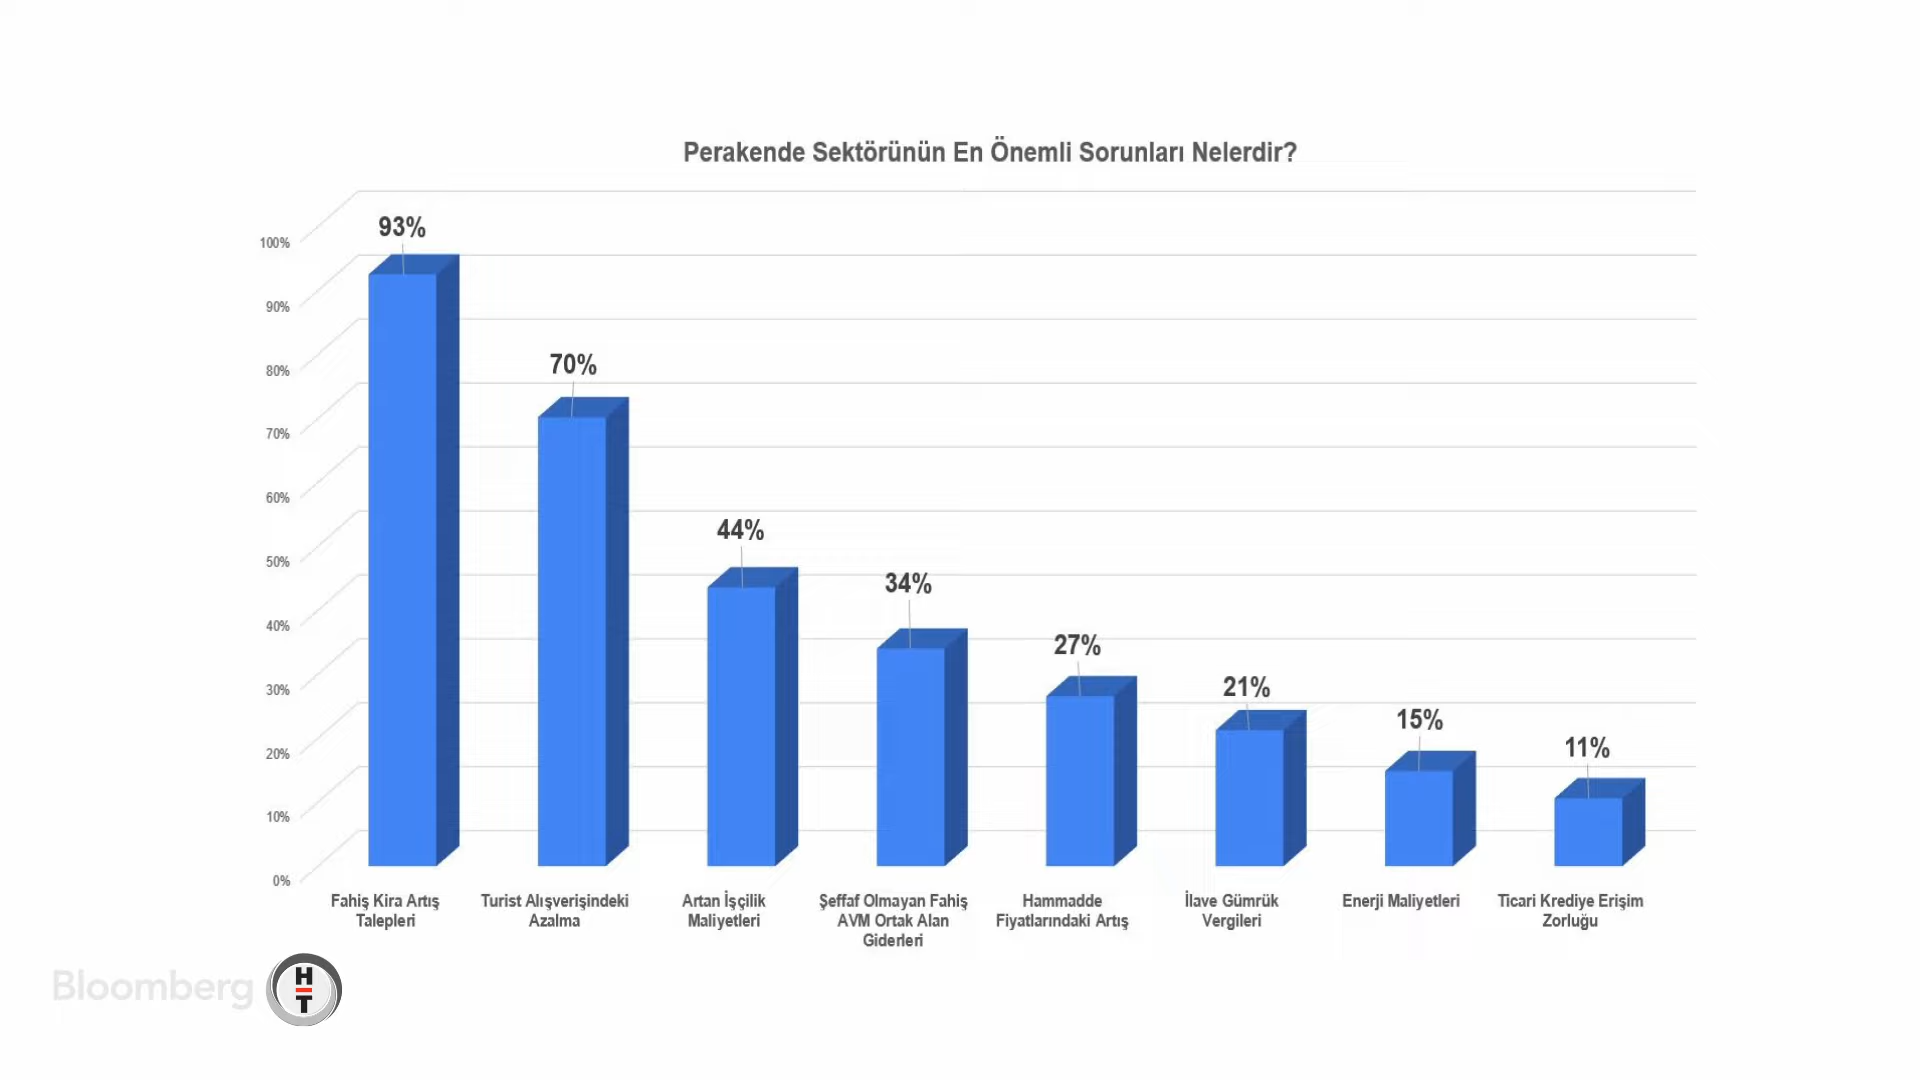 Perakende Sektörünün En Önemli Sorunları Nelerdir?
100%
90%
80%
70%
60%
50%
40%
30%
20%
10%
0%
93%
70%
44%
34%
27%
21%
15%
11%
Fahiş Kira Artış
Talepleri
Turist Alışverişindeki
Azalma
Artan İşçilik
Maliyetleri
Şeffaf Olmayan Fahiş
AVM Ortak Alan
Giderleri
Hammadde
Fiyatlarındaki Artış
İlave Gümrük
Vergileri
Enerji Maliyetleri
Ticari Krediye Erişim
Zorluğu
Bloomberg HT